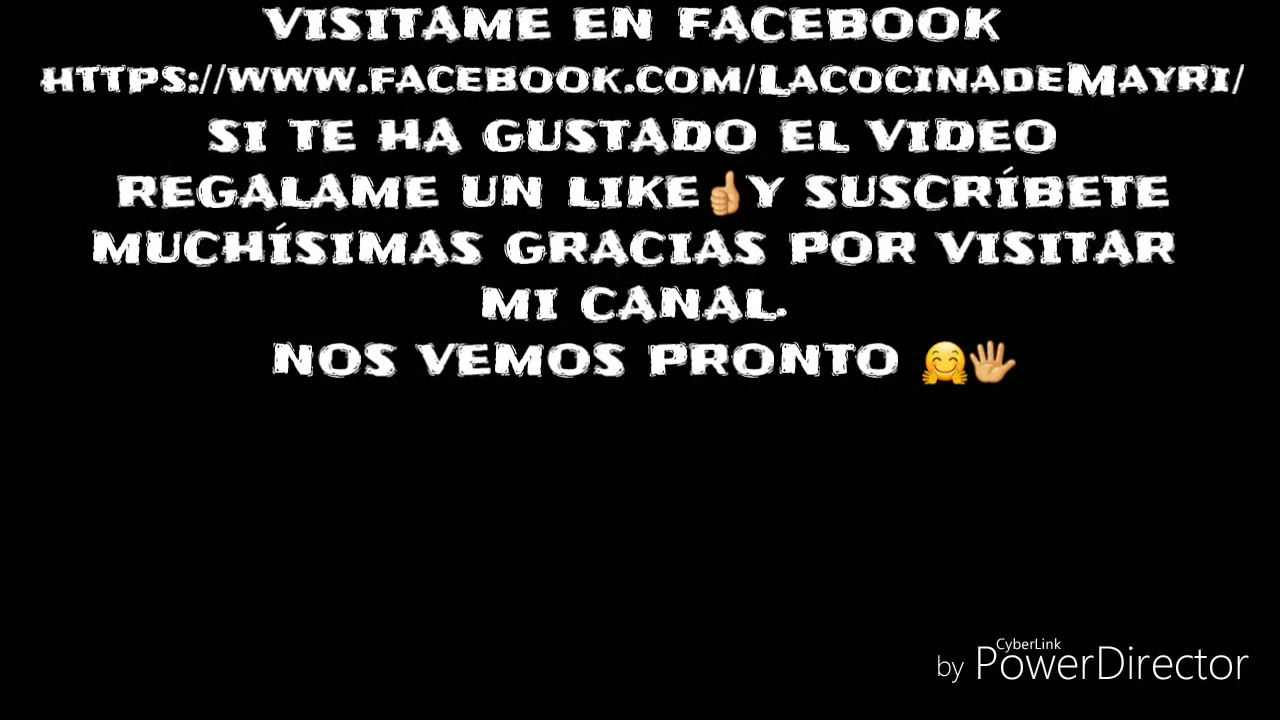 VISITAME EN FACEBOOK
HTTPS://WWW.FACEBOOK.COM/LACOCINADEMAYRI/
SI TE HA GUSTADO EL VIDEO
REGALAME UN LIKE👍🏼Y SUSCRÍBETE
MUCHÍSIMAS GRACIAS POR VISITAR
MI CANAL.
NOS VEMOS PRONTO 🤗🖐🏼
CyberLink
by PowerDirector